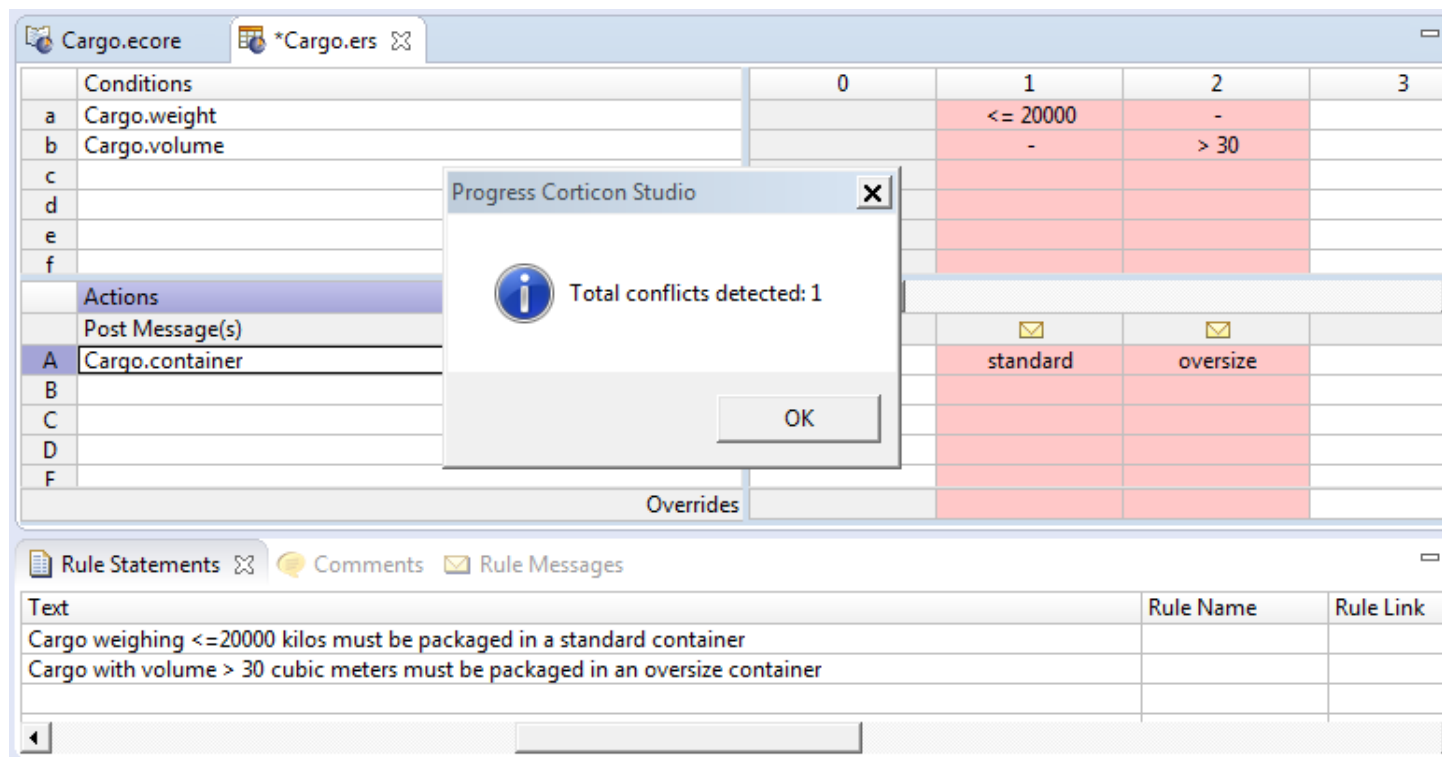 Cargo.ecore *Cargo.ers
Conditions 0 1 2 3
a Cargo.weight <= 20000 -
b Cargo.volume - > 30
c
d
e
f
Progress Corticon Studio
Total conflicts detected: 1
OK
Actions
Post Message(s)
A Cargo.container standard oversize
B
C
D
E
Overrides
Rule Statements Comments Rule Messages
Text Rule Name Rule Link
Cargo weighing <=20000 kilos must be packaged in a standard container
Cargo with volume > 30 cubic meters must be packaged in an oversize container